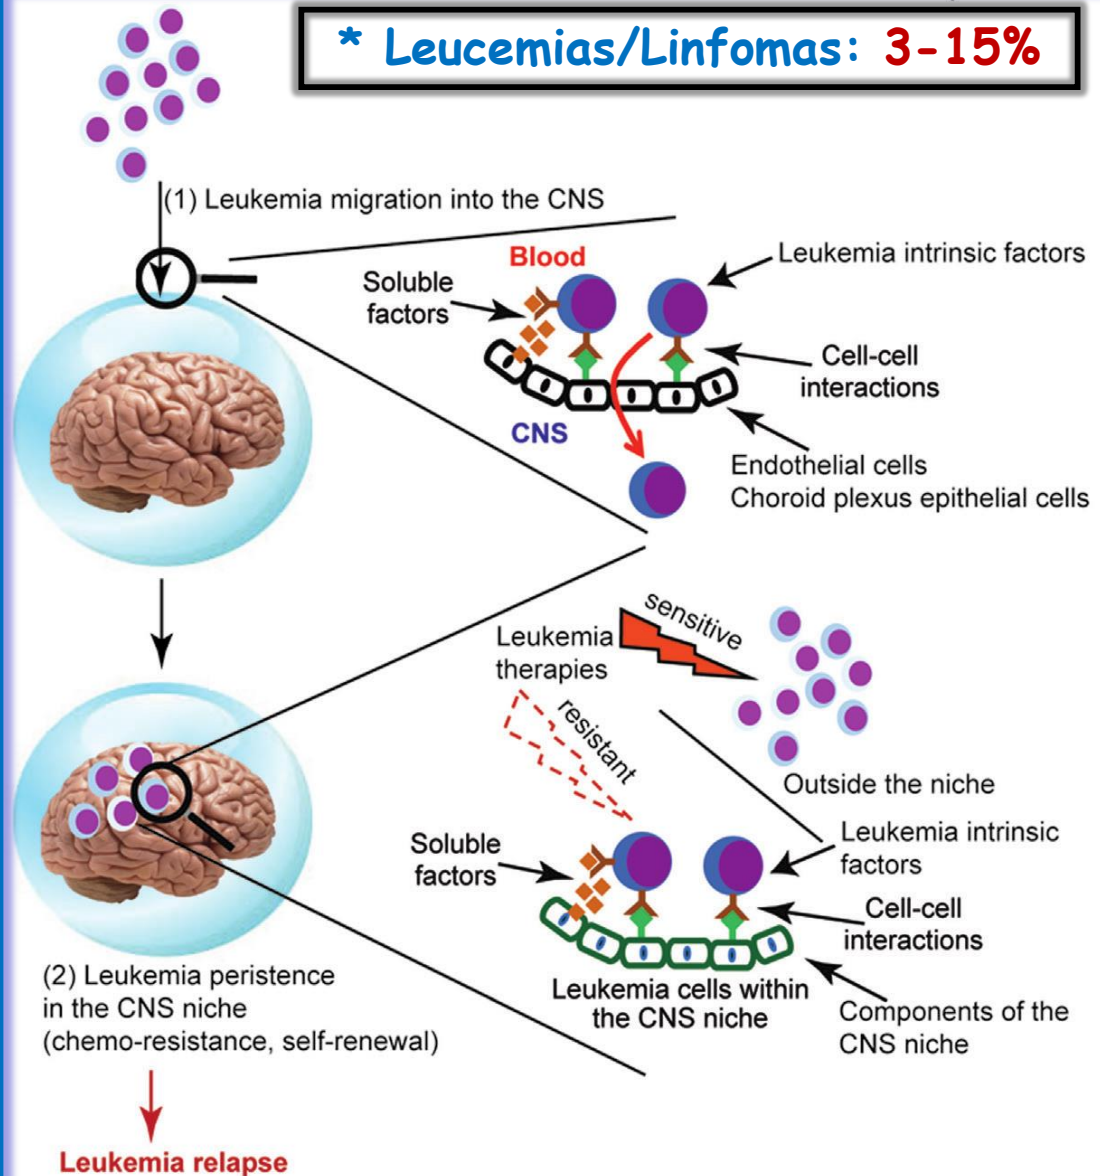 * Leucemias/Linfomas: 3-15%
(1) Leukemia migration into the CNS
Blood
Leukemia intrinsic factors
Soluble
factors
Cell-cell
interactions
CNS
Endothelial cells
Choroid plexus epithelial cells
sensitive
Leukemia
therapies
resistant
Outside the niche
Soluble
factors
Leukemia intrinsic
factors
Cell-cell
interactions
Leukemia cells within
the CNS niche
Components of the
CNS niche
(2) Leukemia peristence
in the CNS niche
(chemo-resistance, self-renewal)
Leukemia relapse